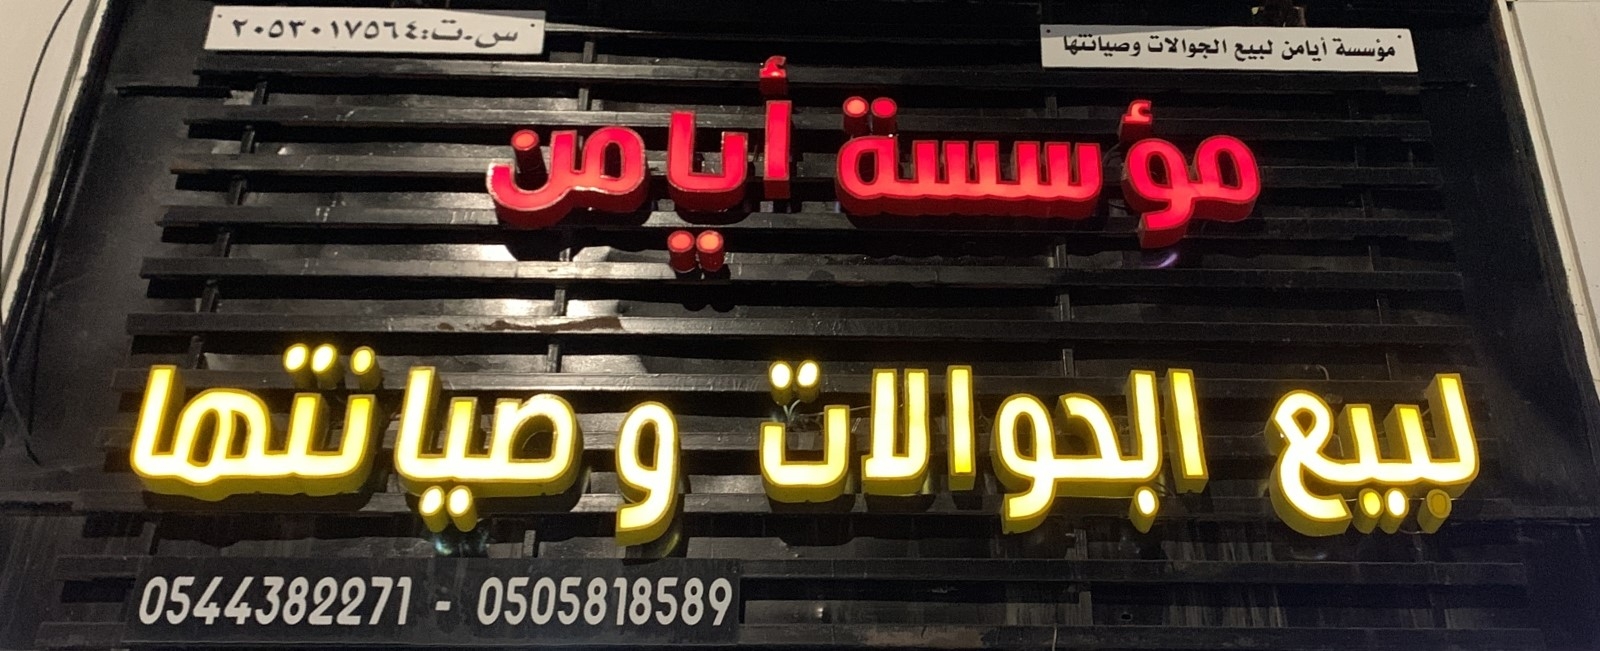 مؤسسة أيامن لبيع الجوالات وصيانتها
س.ت:٢٠٥٣٠١٧٥٦٤
مؤسسة أيامن
لبيع الجوالات وصيانتها
0544382271 - 0505818589